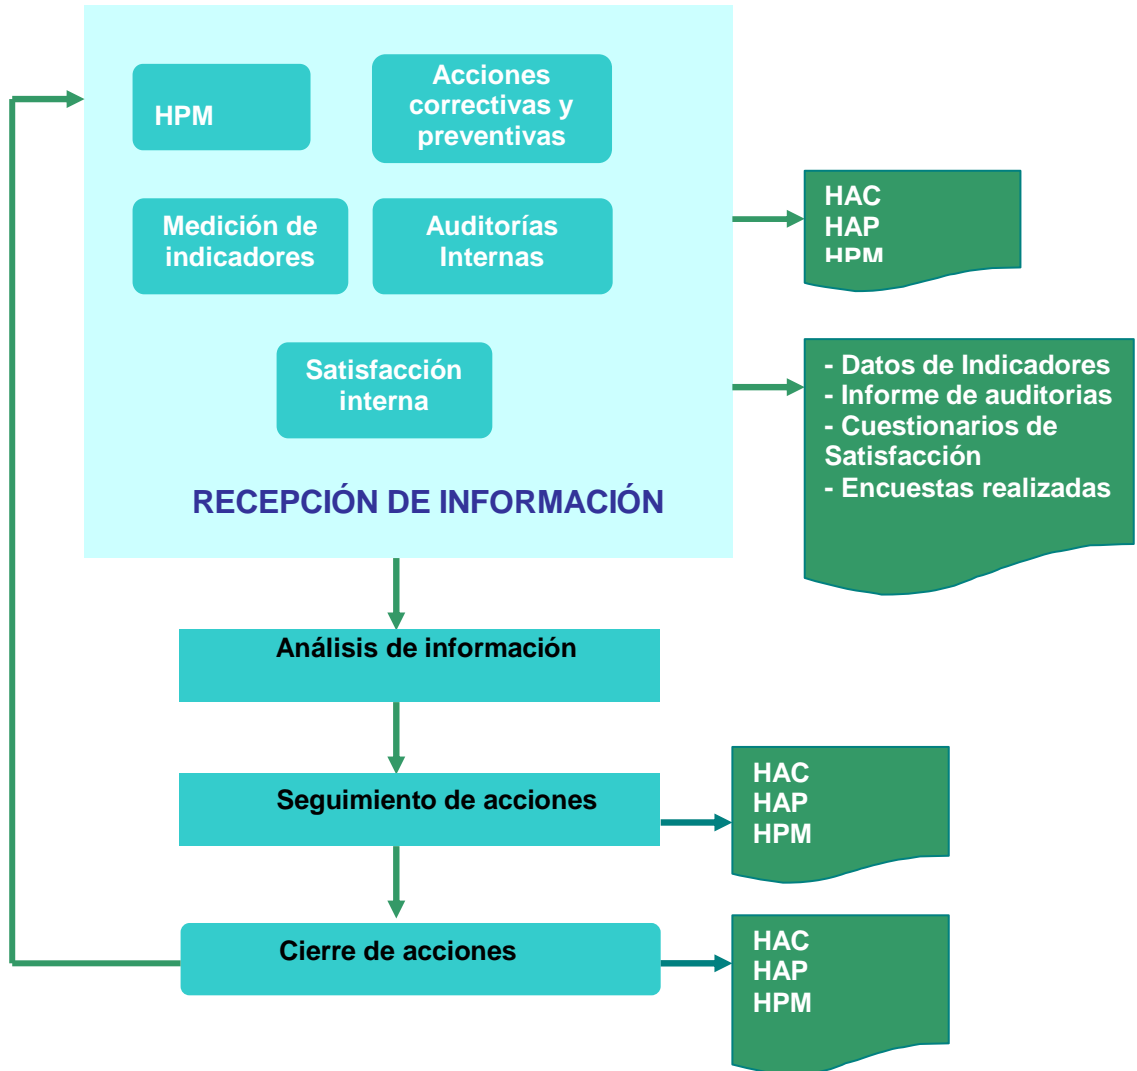 HPM
Acciones
correctivas y
preventivas
Medición de
indicadores
Auditorías
Internas
Satisfacción
interna
RECEPCIÓN DE INFORMACIÓN
HAC
HAP
HPM
- Datos de Indicadores
- Informe de auditorias
- Cuestionarios de
Satisfacción
- Encuestas realizadas
Análisis de información
Seguimiento de acciones
HAC
HAP
HPM
Cierre de acciones
HAC
HAP
HPM